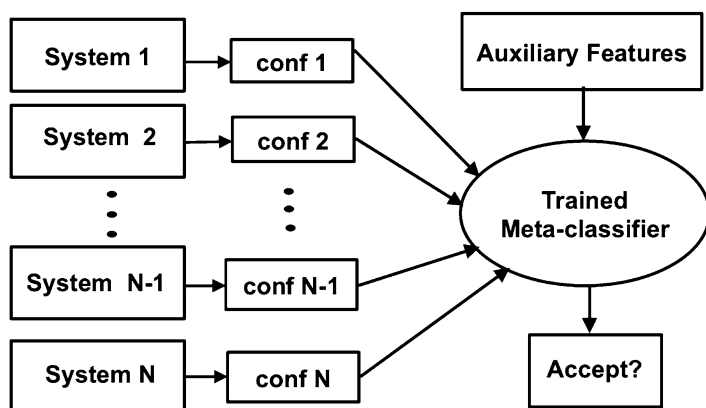 System 1
conf 1
Auxiliary Features
System 2
conf 2
Trained
Meta-classifier
System N-1
conf N-1
System N
conf N
Accept?